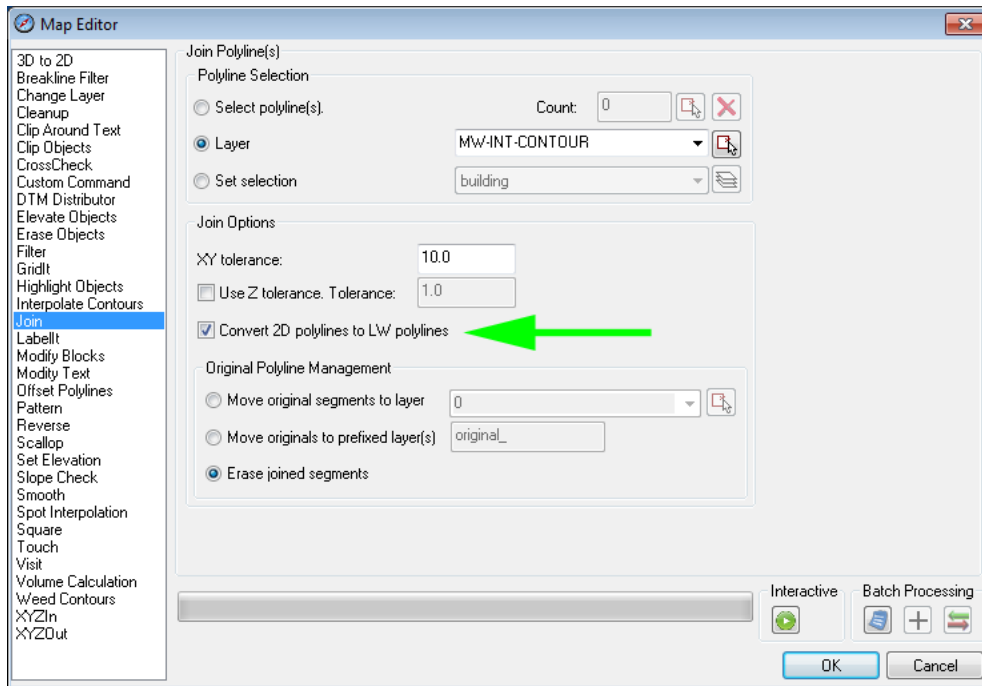 Map Editor
3D to 2D
Breakline Filter
Change Layer
Cleanup
Clip Around Text
Clip Objects
CrossCheck
Custom Command
DTM Distributor
Elevate Objects
Erase Objects
Filter
GridIt
Highlight Objects
Interpolate Contours
Join
LabelIt
Modify Blocks
Modify Text
Offset Polylines
Pattern
Reverse
Scallop
Set Elevation
Slope Check
Smooth
Spot Interpolation
Square
Touch
Visit
Volume Calculation
Weed Contours
XYZIn
XYZOut
Join Polyline(s)
Polyline Selection
Select polyline(s). Count: 0
Layer MW-INT-CONTOUR
Set selection building
Join Options
XY tolerance: 10.0
Use Z tolerance. Tolerance: 1.0
Convert 2D polylines to LW polylines
Original Polyline Management
Move original segments to layer 0
Move originals to prefixed layer(s) original_
Erase joined segments
Interactive Batch Processing
OK Cancel